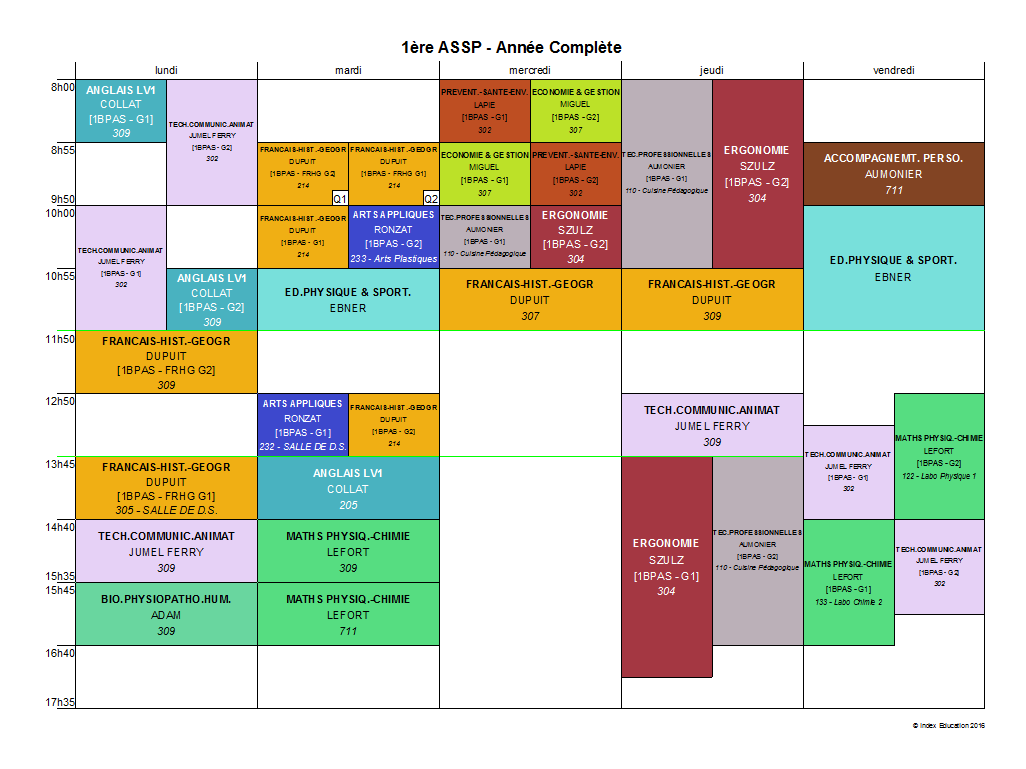 1ère ASSP - Année Complète
lundi
mardi
mercredi
jeudi
vendredi
8h00
8h55
9h50
10h00
10h55
11h50
12h50
13h45
14h40
15h35
15h45
16h40
17h35
ANGLAIS LV1
COLLAT
[1BPAS - G1]
309
TECH.COMMUNIC.ANIMAT
JUMEL FERRY
[1BPAS - G2]
302
TECH.COMMUNIC.ANIMAT
JUMEL FERRY
[1BPAS - G1]
302
ANGLAIS LV1
COLLAT
[1BPAS - G2]
309
FRANCAIS-HIST.-GEOGR
DUPUIT
[1BPAS - FRHG G2]
309
FRANCAIS-HIST.-GEOGR
DUPUIT
[1BPAS - FRHG G1]
305 - SALLE DE D.S.
TECH.COMMUNIC.ANIMAT
JUMEL FERRY
309
BIO.PHYSIOPATHO.HUM.
ADAM
309
FRANCAIS-HIST.-GEOGR
DUPUIT
[1BPAS - FRHG G2]
214
Q1
FRANCAIS-HIST.-GEOGR
DUPUIT
[1BPAS - FRHG G1]
214
Q2
FRANCAIS-HIST.-GEOGR
DUPUIT
[1BPAS - G1]
214
ARTS APPLIQUES
RONZAT
[1BPAS - G2]
233 - Arts Plastiques
ED.PHYSIQUE & SPORT.
EBNER
ARTS APPLIQUES
RONZAT
[1BPAS - G1]
232 - SALLE DE D.S.
FRANCAIS-HIST.-GEOGR
DUPUIT
[1BPAS - G2]
214
ANGLAIS LV1
COLLAT
205
MATHS PHYSIQ.-CHIMIE
LEFORT
309
MATHS PHYSIQ.-CHIMIE
LEFORT
711
PREVENT.-SANTE-ENV.
LAPIE
[1BPAS - G1]
302
ECONOMIE & GESTION
MIGUEL
[1BPAS - G2]
307
ECONOMIE & GESTION
MIGUEL
[1BPAS - G1]
307
PREVENT.-SANTE-ENV.
LAPIE
[1BPAS - G2]
302
TEC.PROFESSIONNELLES
AUMONIER
[1BPAS - G1]
110 - Cuisine Pédagogique
ERGONOMIE
SZULZ
[1BPAS - G2]
304
FRANCAIS-HIST.-GEOGR
DUPUIT
307
TEC.PROFESSIONNELLES
AUMONIER
[1BPAS - G1]
110 - Cuisine Pédagogique
ERGONOMIE
SZULZ
[1BPAS - G2]
304
FRANCAIS-HIST.-GEOGR
DUPUIT
309
TECH.COMMUNIC.ANIMAT
JUMEL FERRY
309
ERGONOMIE
SZULZ
[1BPAS - G1]
304
TEC.PROFESSIONNELLES
AUMONIER
[1BPAS - G2]
110 - Cuisine Pédagogique
ACCOMPAGNEMT. PERSO.
AUMONIER
711
ED.PHYSIQUE & SPORT.
EBNER
TECH.COMMUNIC.ANIMAT
JUMEL FERRY
[1BPAS - G1]
302
MATHS PHYSIQ.-CHIMIE
LEFORT
[1BPAS - G2]
122 - Labo Physique 1
MATHS PHYSIQ.-CHIMIE
LEFORT
[1BPAS - G1]
133 - Labo Chimie 2
TECH.COMMUNIC.ANIMAT
JUMEL FERRY
[1BPAS - G2]
302
© Index Education 2016